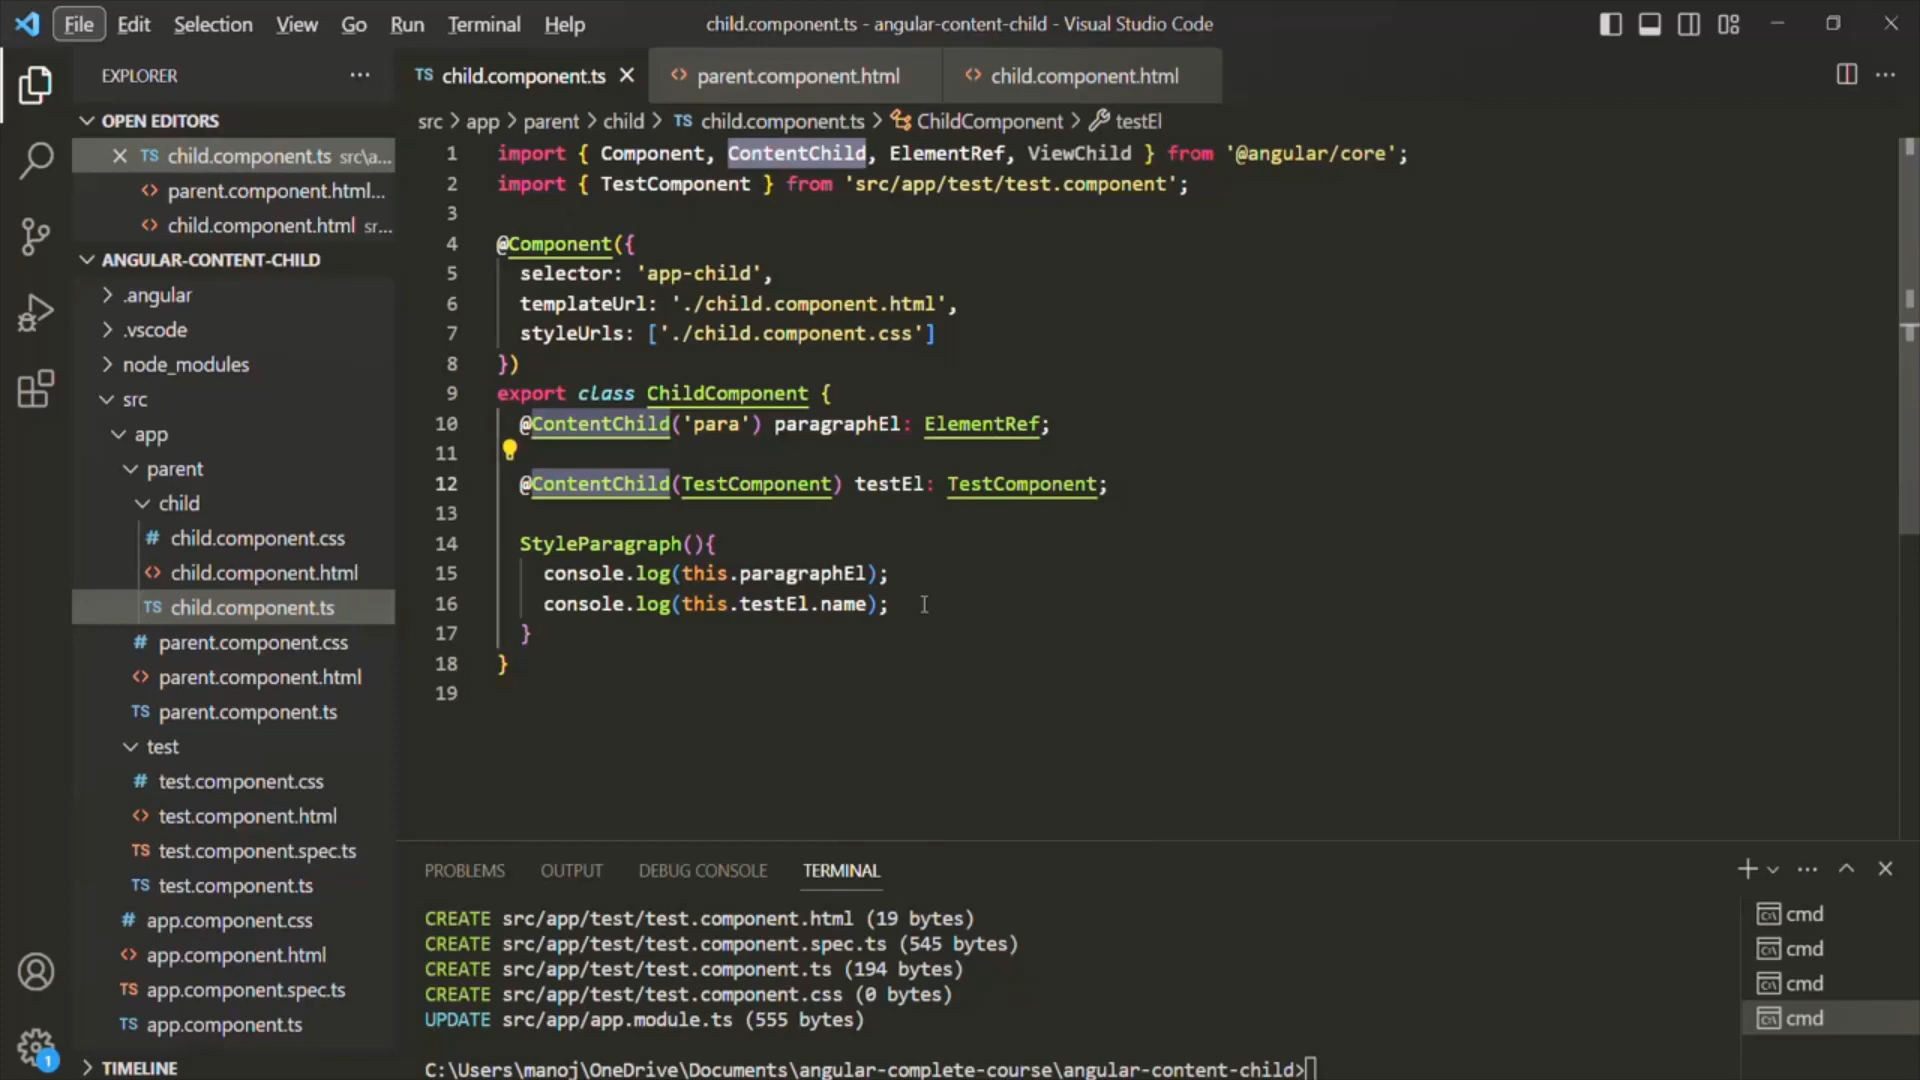 File Edit Selection View Go Run Terminal Help child.component.ts - angular-content-child - Visual Studio Code
EXPLORER
OPEN EDITORS
TS child.component.ts src\a...
<> parent.component.html...
<> child.component.html sr...
ANGULAR-CONTENT-CHILD
.angular
.vscode
node_modules
src
app
parent
child
# child.component.css
<> child.component.html
TS child.component.ts
# parent.component.css
<> parent.component.html
TS parent.component.ts
test
# test.component.css
<> test.component.html
TS test.component.spec.ts
TS test.component.ts
# app.component.css
<> app.component.html
TS app.component.spec.ts
TS app.component.ts
1
TIMELINE
TS child.component.ts <> parent.component.html <> child.component.html
src > app > parent > child > TS child.component.ts > ChildComponent > testEl
1 import { Component, ContentChild, ElementRef, ViewChild } from '@angular/core';
2 import { TestComponent } from 'src/app/test/test.component';
3
4 @Component({
5 selector: 'app-child',
6 templateUrl: './child.component.html',
7 styleUrls: ['./child.component.css']
8 })
9 export class ChildComponent {
10 @ContentChild('para') paragraphEl: ElementRef;
11
12 @ContentChild(TestComponent) testEl: TestComponent;
13
14 StyleParagraph(){
15 console.log(this.paragraphEl);
16 console.log(this.testEl.name);
17 }
18 }
19
PROBLEMS OUTPUT DEBUG CONSOLE TERMINAL
CREATE src/app/test/test.component.html (19 bytes)
CREATE src/app/test/test.component.spec.ts (545 bytes)
CREATE src/app/test/test.component.ts (194 bytes)
CREATE src/app/test/test.component.css (0 bytes)
UPDATE src/app/app.module.ts (555 bytes)
C:\Users\manoj\OneDrive\Documents\angular-complete-course\angular-content-child>
cmd
cmd
cmd
cmd